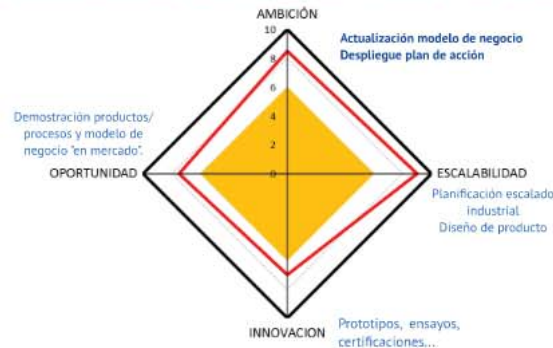 AMBICIÓN
10
8
6
4
2
0
Actualización modelo de negocio
Despliegue plan de acción
Demostración productos/
procesos y modelo de
negocio "en mercado".
OPORTUNIDAD
ESCALABILIDAD
Planificación escalado
industrial
Diseño de producto
INNOVACION
Prototipos, ensayos,
certificaciones...